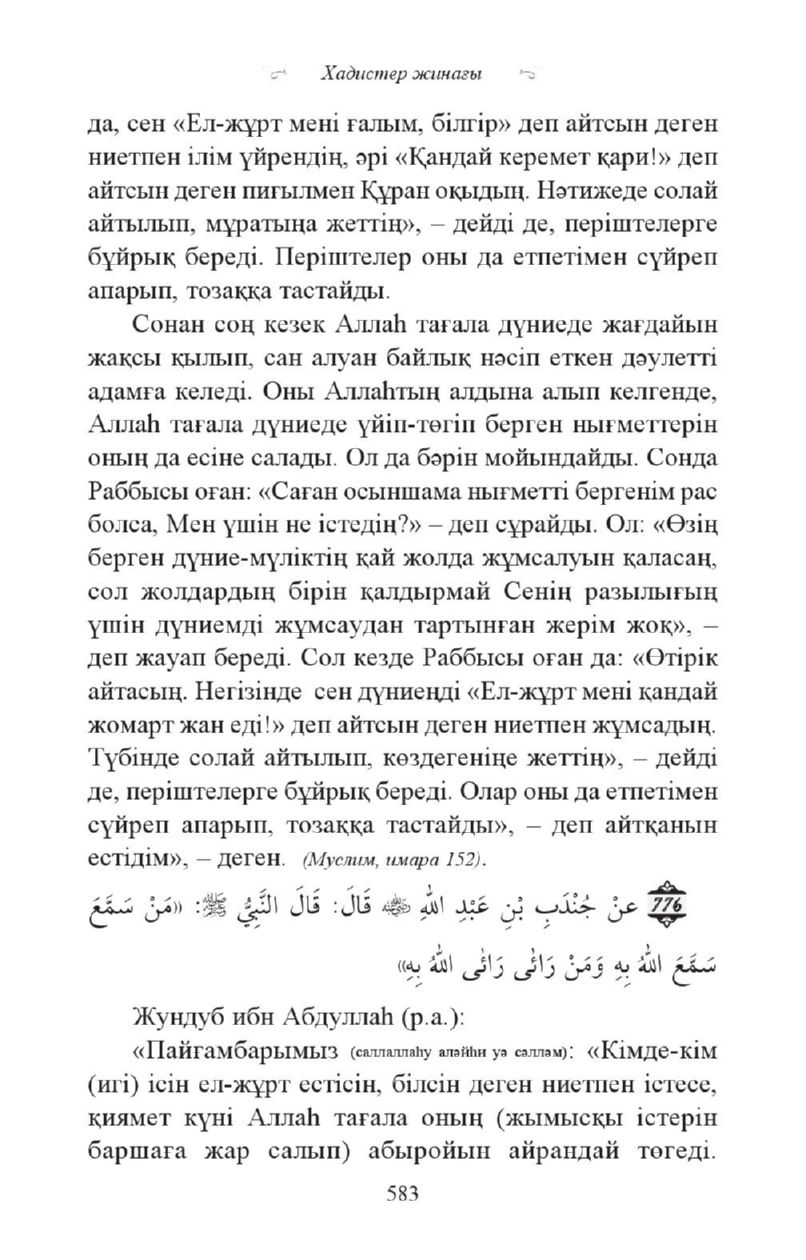 Хадистер жинағы
да, сен «Ел-жұрт мені ғалым, білгір» деп айтсын деген
ниетпен ілім үйрендің, әрі «Қандай керемет қари!» деп
айтсын деген пиғылмен Құран оқыдың. Нәтижеде солай
айтылып, мұратыңа жеттің», – дейді де, періштелерге
бұйрық береді. Періштелер оны да етпетімен сүйреп
апарып, тозаққа тастайды.
Сонан соң кезек Аллаһ тағала дүниеде жағдайын
жақсы қылып, сан алуан байлық нәсіп еткен дәулетті
адамға келеді. Оны Аллаһтың алдына алып келгенде,
Аллаһ тағала дүниеде үйіп-төгіп берген нығметтерін
оның да есіне салады. Ол да бәрін мойындайды. Сонда
Раббысы оған: «Саған осыншама нығметті бергенім рас
болса, Мен үшін не істедің?» – деп сұрайды. Ол: «Өзің
берген дүние-мүліктің қай жолда жұмсалуын қаласаң,
сол жолдардың бірін қалдырмай Сенің разылығың
үшін дүниемді жұмсаудан тартынған жерім жоқ», –
деп жауап береді. Сол кезде Раббысы оған да: «Өтірік
айтасың. Негізінде сен дүниеңді «Ел-жұрт мені қандай
жомарт жан еді!» деп айтсын деген ниетпен жұмсадың.
Түбінде солай айтылып, көздегеніңе жеттің», – дейді
де, періштелерге бұйрық береді. Олар оны да етпетімен
сүйреп апарып, тозаққа тастайды», – деп айтқанын
естідім», – деген. (Муслим, имара 152).
776 عنْ جُنْدَبِ بْنِ عَبْدِ اللهِ ﷺ قَالَ: قَالَ النَّبِيُّ ﷺ: «مَنْ سَمَّعَ
سَمَّعَ اللهُ بِهِ وَمَنْ رَائَى رَائَى اللهُ بِهِ»
Жундуб ибн Абдуллаһ (р.а.):
«Пайғамбарымыз (саллаллаһу аләйһи уә сәлләм): «Кімде-кім
(игі) ісін ел-жұрт естісін, білсін деген ниетпен істесе,
қиямет күні Аллаһ тағала оның (жымысқы істерін
баршаға жар салып) абыройын айрандай төгеді.
583